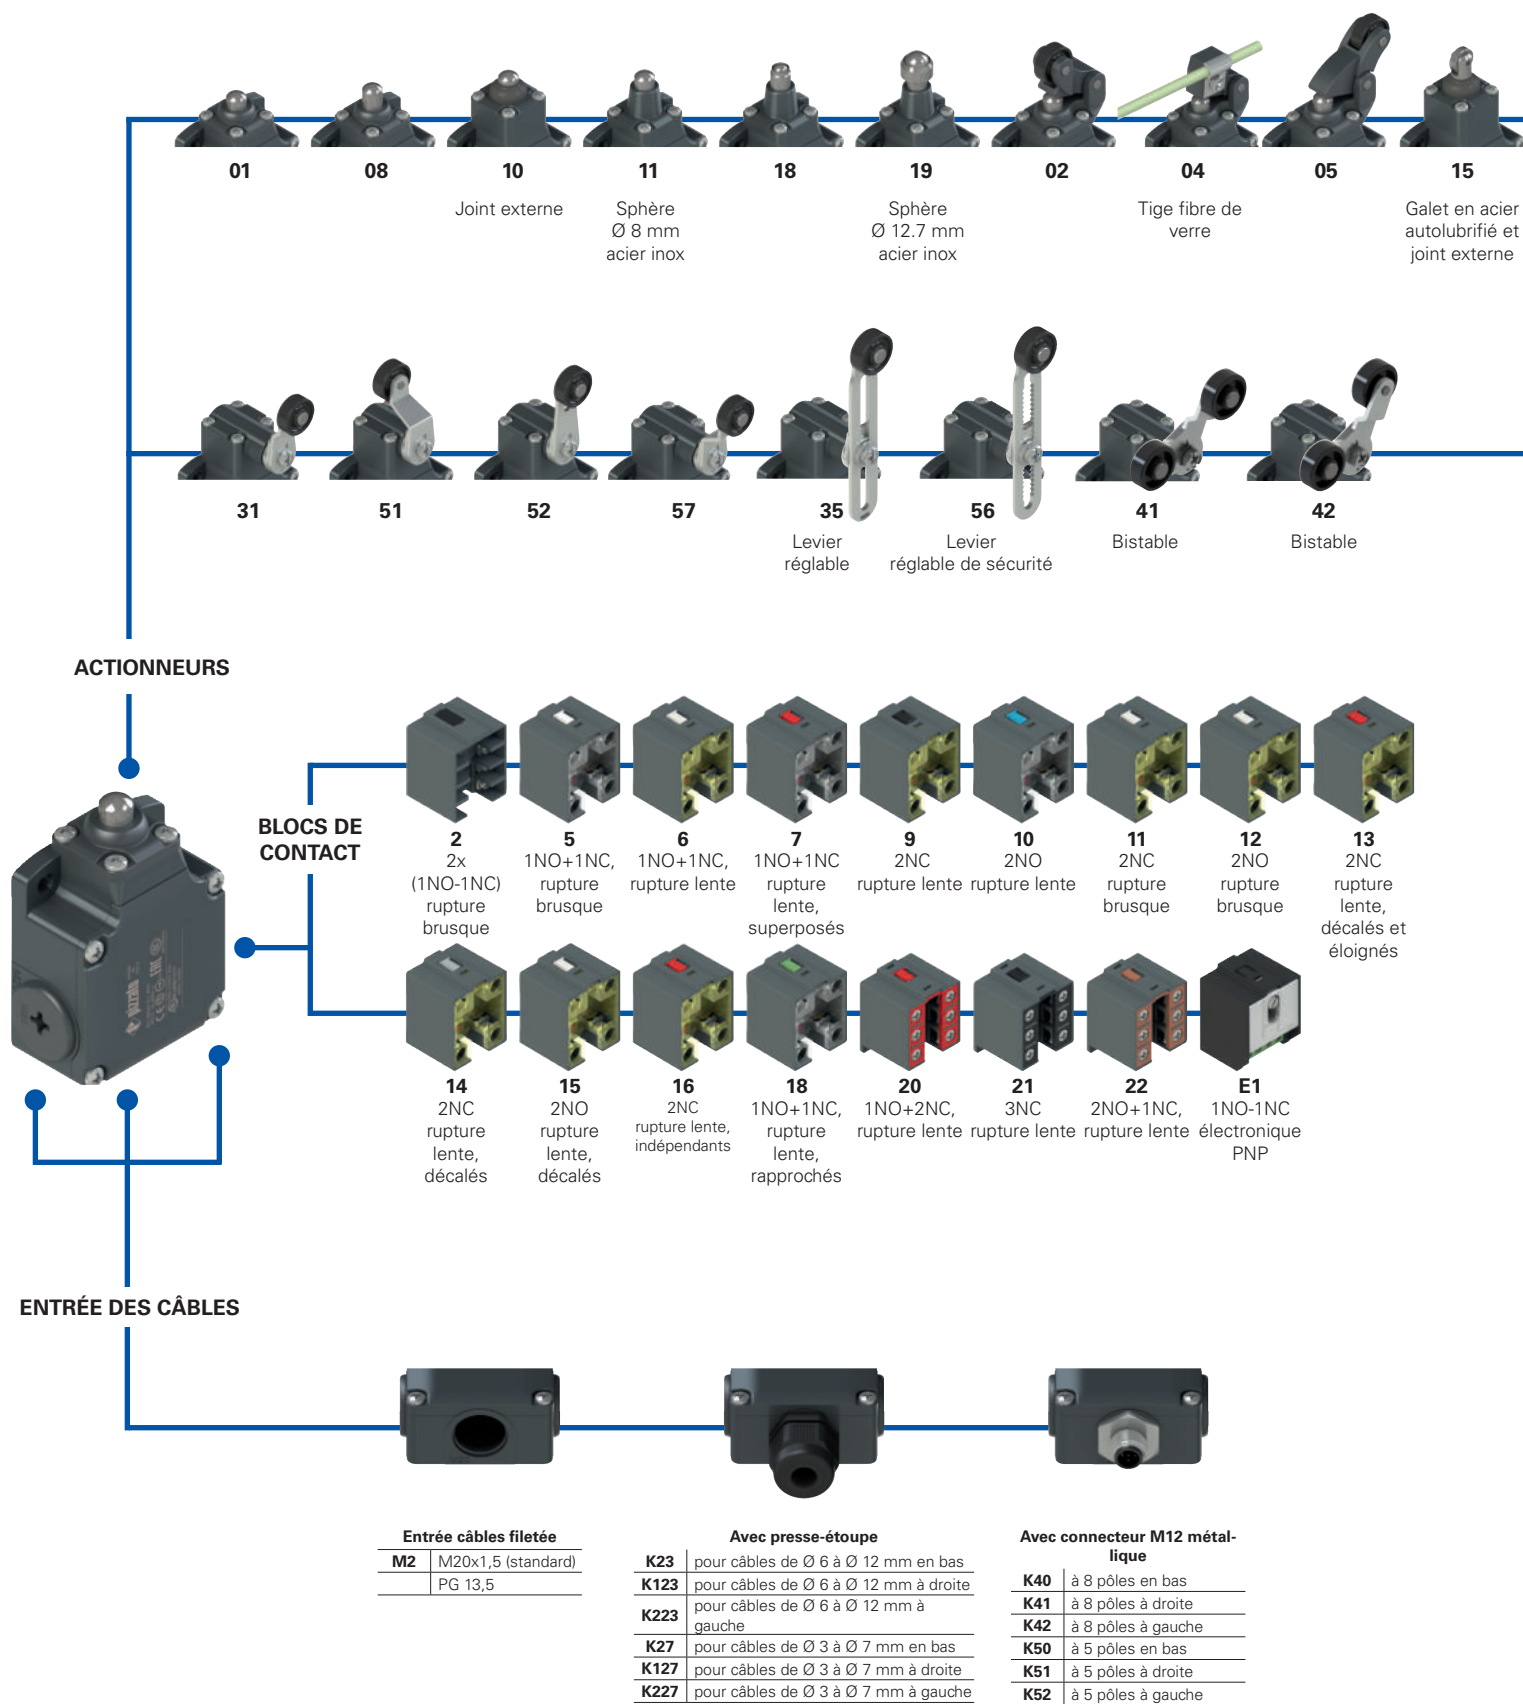 01 08 10 11 18 19 02 04 05 15
Joint externe
Sphère
Ø 8 mm
acier inox
Sphère
Ø 12.7 mm
acier inox
Tige fibre de
verre
Galet en acier
autolubrifié et
joint externe
31 51 52 57 35 56 41 42
Levier
réglable
Levier
réglable de sécurité
Bistable
Bistable
ACTIONNEURS
BLOCS DE
CONTACT
2
2x
(1NO-1NC)
rupture
brusque
5
1NO+1NC,
rupture
brusque
6
1NO+1NC,
rupture lente
7
1NO+1NC
rupture
lente,
superposés
9
2NC
rupture lente
10
2NO
rupture lente
11
2NC
rupture
brusque
12
2NO
rupture
brusque
13
2NC
rupture
lente,
décalés et
éloignés
pizzato
14
2NC
rupture
lente,
décalés
15
2NO
rupture
lente,
décalés
16
2NC
rupture lente,
indépendants
18
1NO+1NC,
rupture
lente,
rapprochés
20
1NO+2NC,
rupture lente
21
3NC
rupture lente
22
2NO+1NC,
rupture lente
E1
1NO-1NC
électronique
PNP
ENTRÉE DES CÂBLES
Entrée câbles filetée
M2 M20x1,5 (standard)
PG 13,5
Avec presse-étoupe
K23 pour câbles de Ø 6 à Ø 12 mm en bas
K123 pour câbles de Ø 6 à Ø 12 mm à droite
K223 pour câbles de Ø 6 à Ø 12 mm à
gauche
K27 pour câbles de Ø 3 à Ø 7 mm en bas
K127 pour câbles de Ø 3 à Ø 7 mm à droite
K227 pour câbles de Ø 3 à Ø 7 mm à gauche
Avec connecteur M12 métal-
lique
K40 à 8 pôles en bas
K41 à 8 pôles à droite
K42 à 8 pôles à gauche
K50 à 5 pôles en bas
K51 à 5 pôles à droite
K52 à 5 pôles à gauche